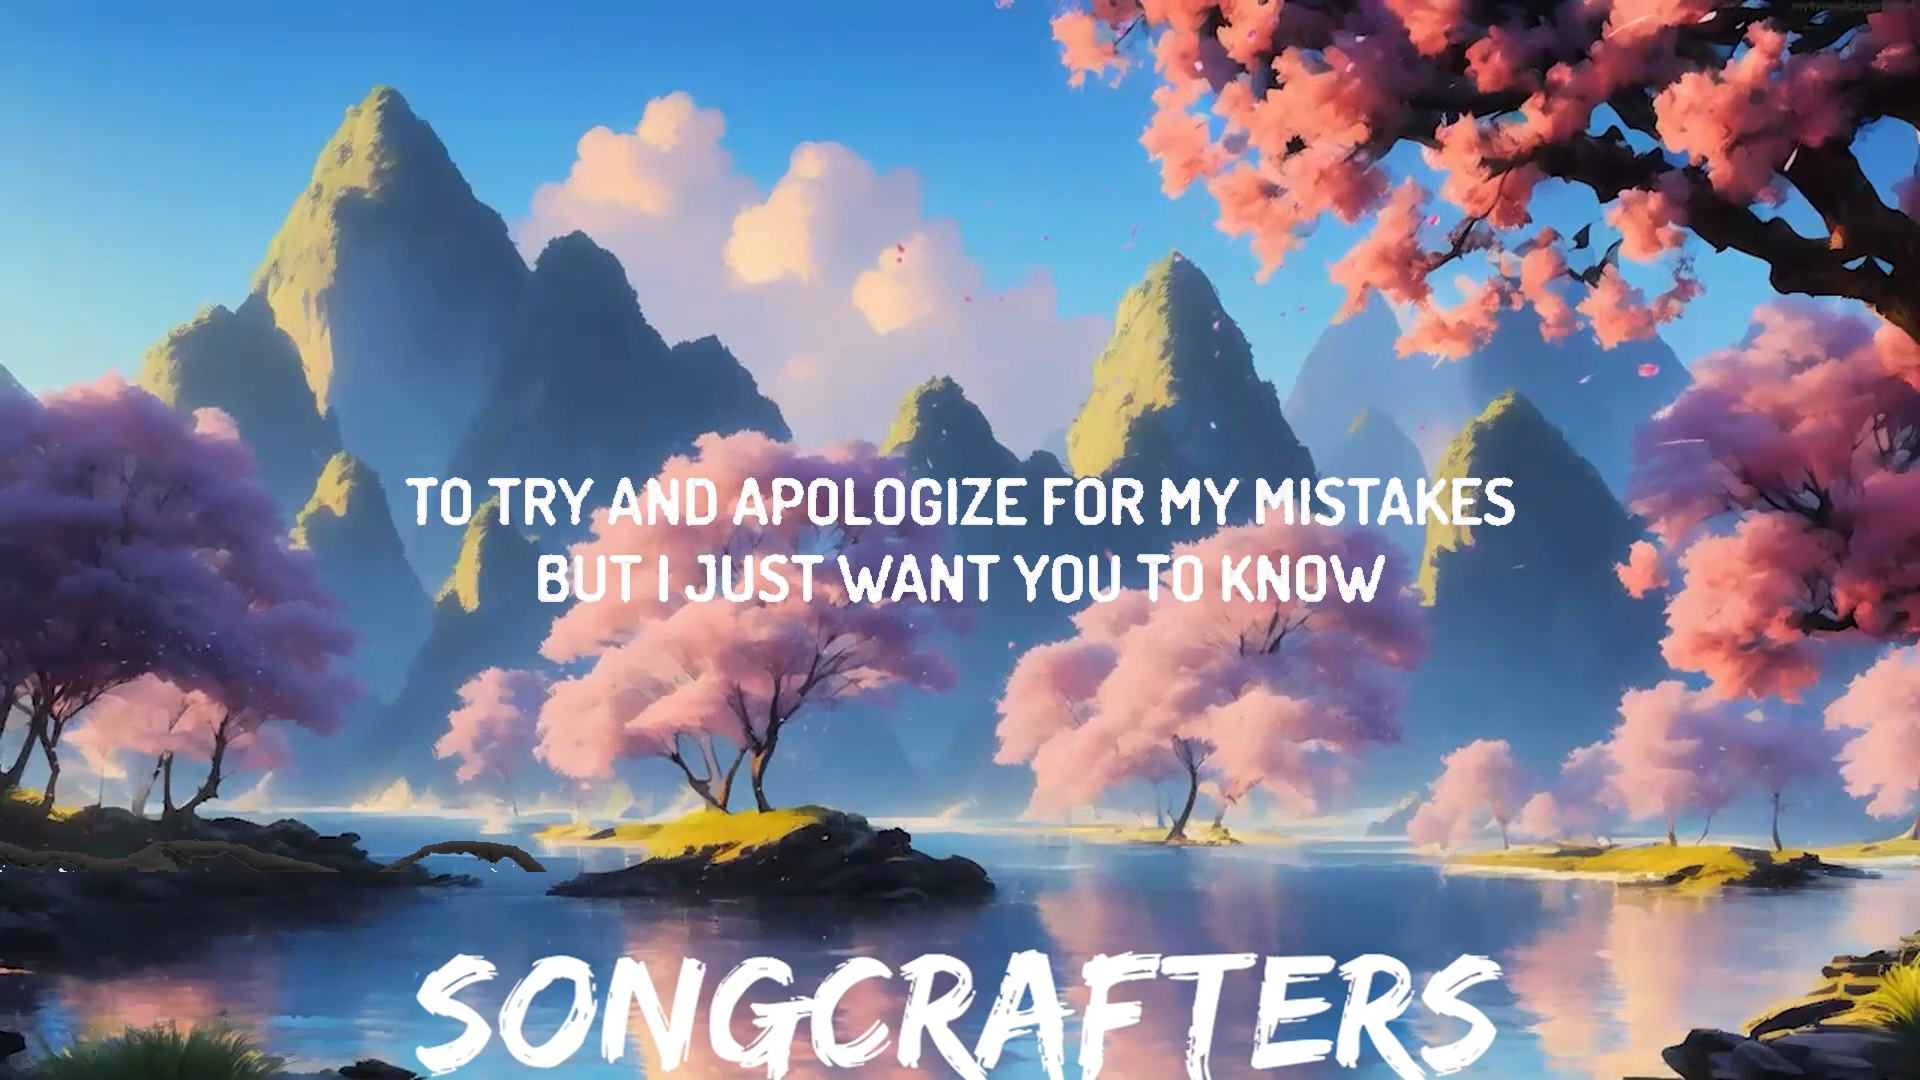 TO TRY AND APOLOGIZE FOR MY MISTAKES
BUT I JUST WANT YOU TO KNOW
SONGCRAFTERS